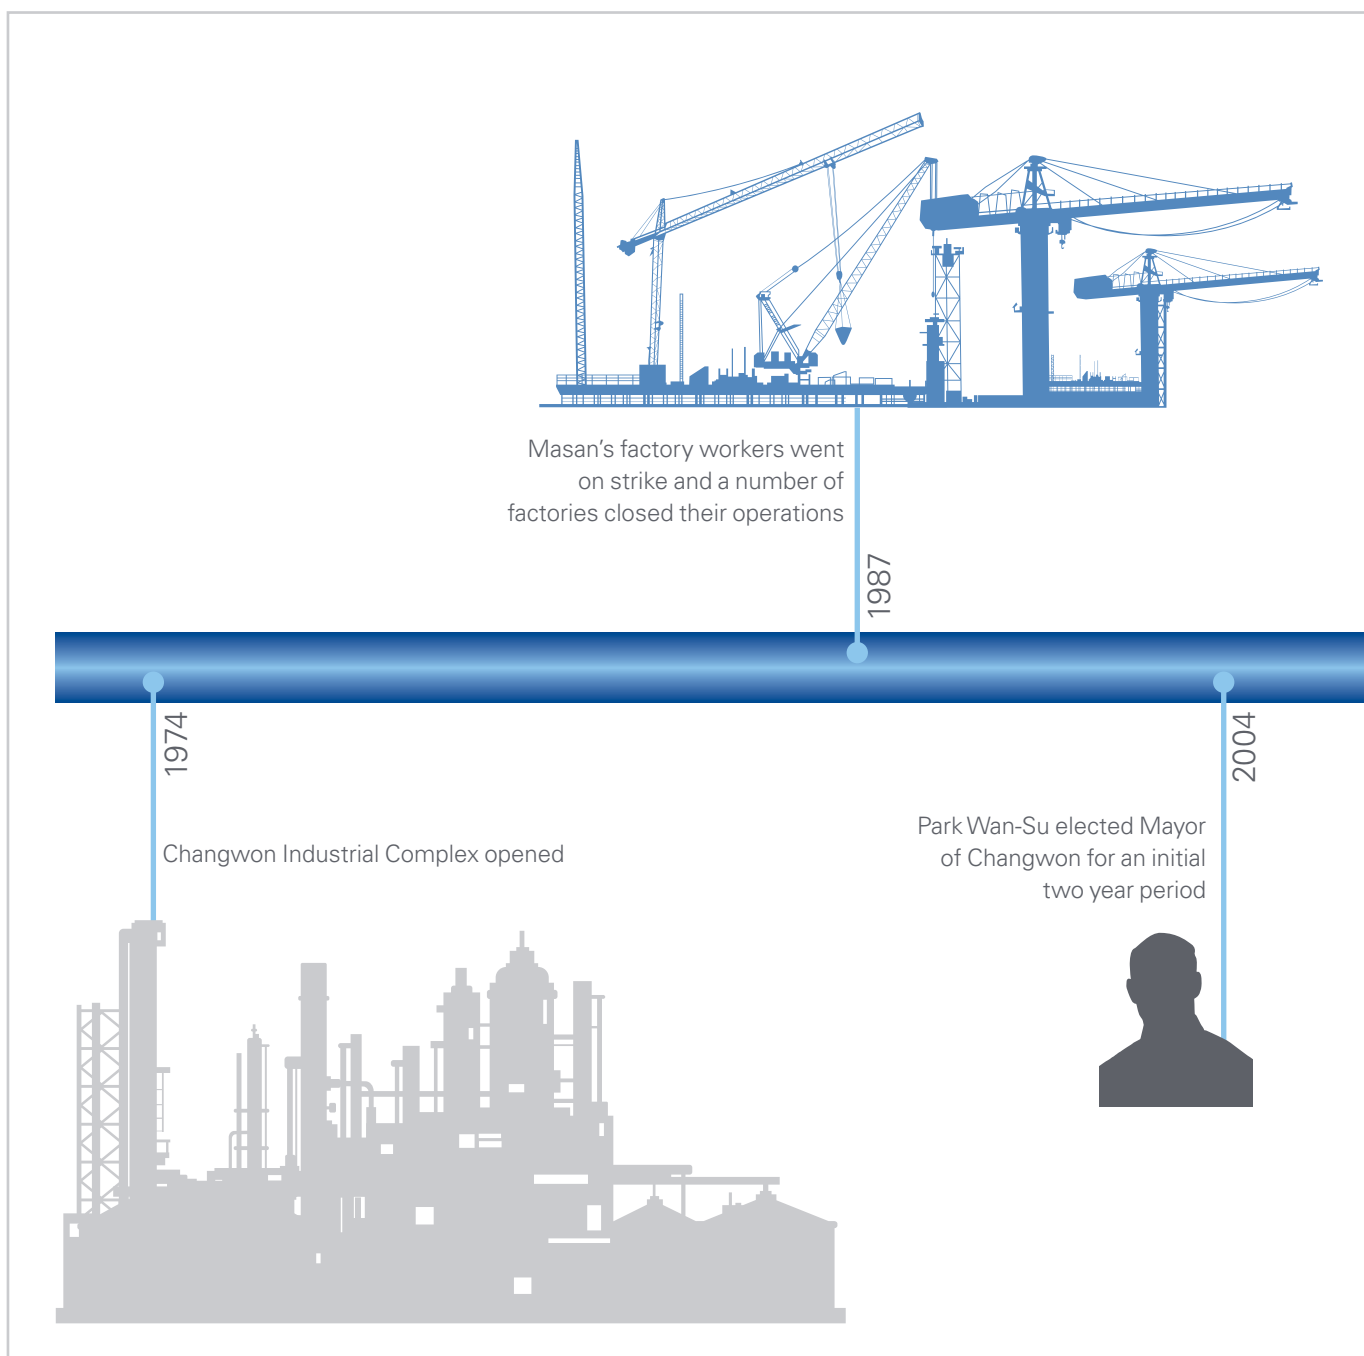 Masan’s factory workers went
on strike and a number of
factories closed their operations
1987
1974
2004
Changwon Industrial Complex opened
Park Wan-Su elected Mayor
of Changwon for an initial
two year period